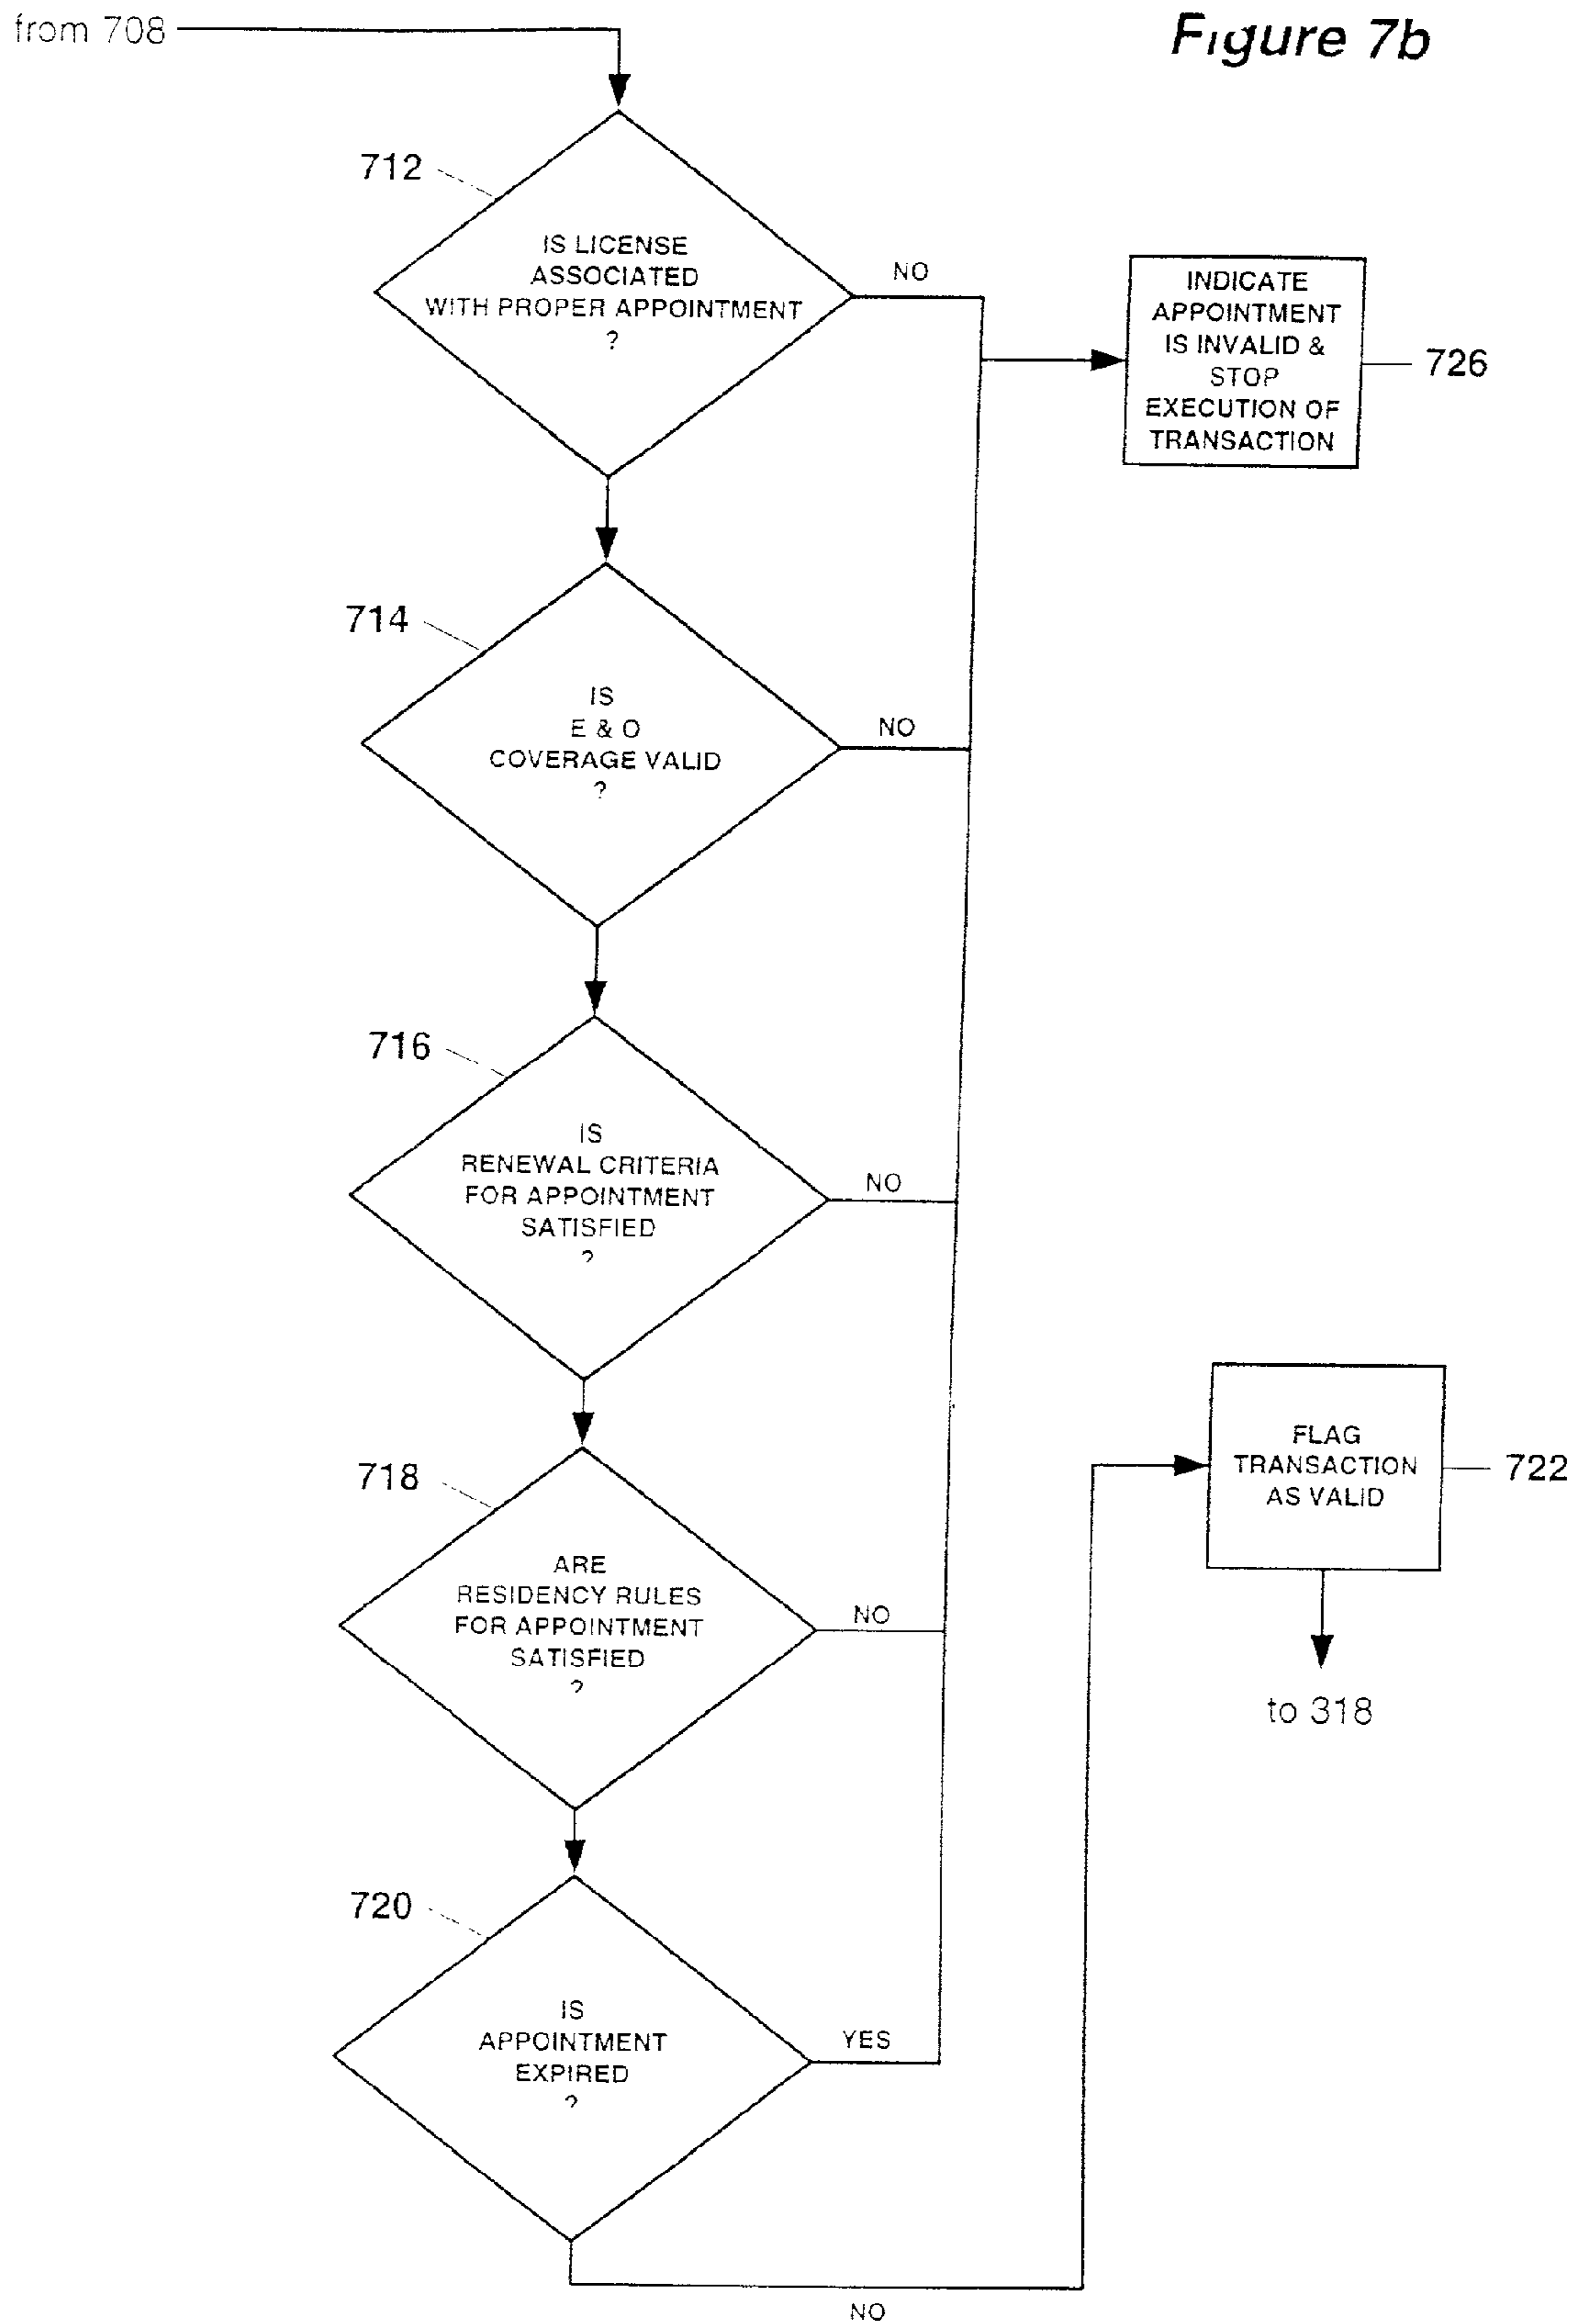 from 708
Figure 7b
712
IS LICENSE
ASSOCIATED
WITH PROPER APPOINTMENT
?
NO
INDICATE
APPOINTMENT
IS INVALID &
STOP
EXECUTION OF
TRANSACTION
726
714
IS
E & O
COVERAGE VALID
?
NO
716
IS
RENEWAL CRITERIA
FOR APPOINTMENT
SATISFIED
?
NO
718
ARE
RESIDENCY RULES
FOR APPOINTMENT
SATISFIED
?
NO
FLAG
TRANSACTION
AS VALID
722
to 318
720
IS
APPOINTMENT
EXPIRED
?
YES
NO